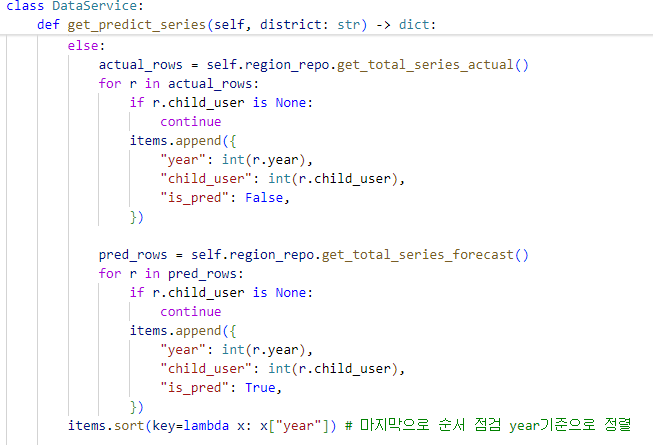 class DataService:
    def get_predict_series(self, district: str) -> dict:
        else:
            actual_rows = self.region_repo.get_total_series_actual()
            for r in actual_rows:
                if r.child_user is None:
                    continue
                items.append({
                    "year": int(r.year),
                    "child_user": int(r.child_user),
                    "is_pred": False,
                })

            pred_rows = self.region_repo.get_total_series_forecast()
            for r in pred_rows:
                if r.child_user is None:
                    continue
                items.append({
                    "year": int(r.year),
                    "child_user": int(r.child_user),
                    "is_pred": True,
                })
        items.sort(key=lambda x: x["year"]) # 마지막으로 순서 점검 year기준으로 정렬